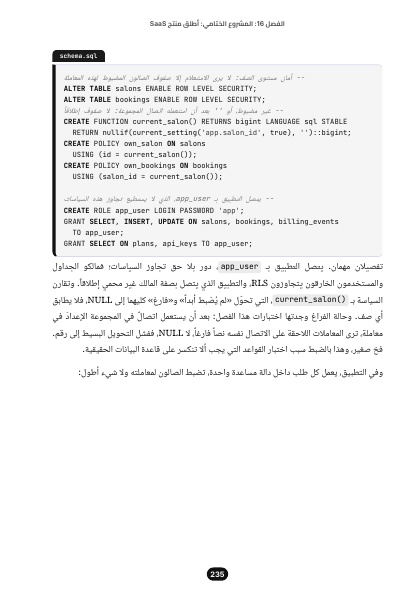 الفصل 16: المشروع الختامي: أطلق منتج SaaS
schema.sql
-- أمان مستوى الصف: لا يرى الاستعلام إلا صفوف الصالون المضبوط لهذه المعاملة
ALTER TABLE salons ENABLE ROW LEVEL SECURITY;
ALTER TABLE bookings ENABLE ROW LEVEL SECURITY;
-- غير مضبوط، أو '' بعد أن استعملته اتصال المجموعة: لا صفوف إطلاقاً
CREATE FUNCTION current_salon() RETURNS bigint LANGUAGE sql STABLE
RETURN nullif(current_setting('app.salon_id', true), '')::bigint;
CREATE POLICY own_salon ON salons
USING (id = current_salon());
CREATE POLICY own_bookings ON bookings
USING (salon_id = current_salon());
-- يتصل التطبيق بـ app_user، الذي لا يستطيع تجاوز هذه السياسات
CREATE ROLE app_user LOGIN PASSWORD 'app';
GRANT SELECT, INSERT, UPDATE ON salons, bookings, billing_events
TO app_user;
GRANT SELECT ON plans, api_keys TO app_user;
تفصيلان مهمان. يتصل التطبيق بـ app_user، دور بلا حق تجاوز السياسات؛ فمالكو الجداول
والمستخدمون الخارقون يتجاوزون RLS، والتطبيق الذي يتصل بصفة المالك غير محمي إطلاقاً. وتقارن
السياسة بـ current_salon()، التي تحوّل «لم يُضبط أبداً» و«فارغ» كليهما إلى NULL، فلا يطابق
أي صف. وحالة الفراغ وجدتها اختبارات هذا الفصل: بعد أن يستعمل اتصالٌ في المجموعة الإعدادَ في
معاملة، ترى المعاملات اللاحقة على الاتصال نفسه نصاً فارغاً، لا NULL، ففشل التحويل البسيط إلى رقم.
فخ صغير، وهذا بالضبط سبب اختبار القواعد التي يجب ألا تنكسر على قاعدة البيانات الحقيقية.
وفي التطبيق، يعمل كل طلب داخل دالة مساعدة واحدة، تضبط الصالون لمعاملته ولا شيء أطول:
235